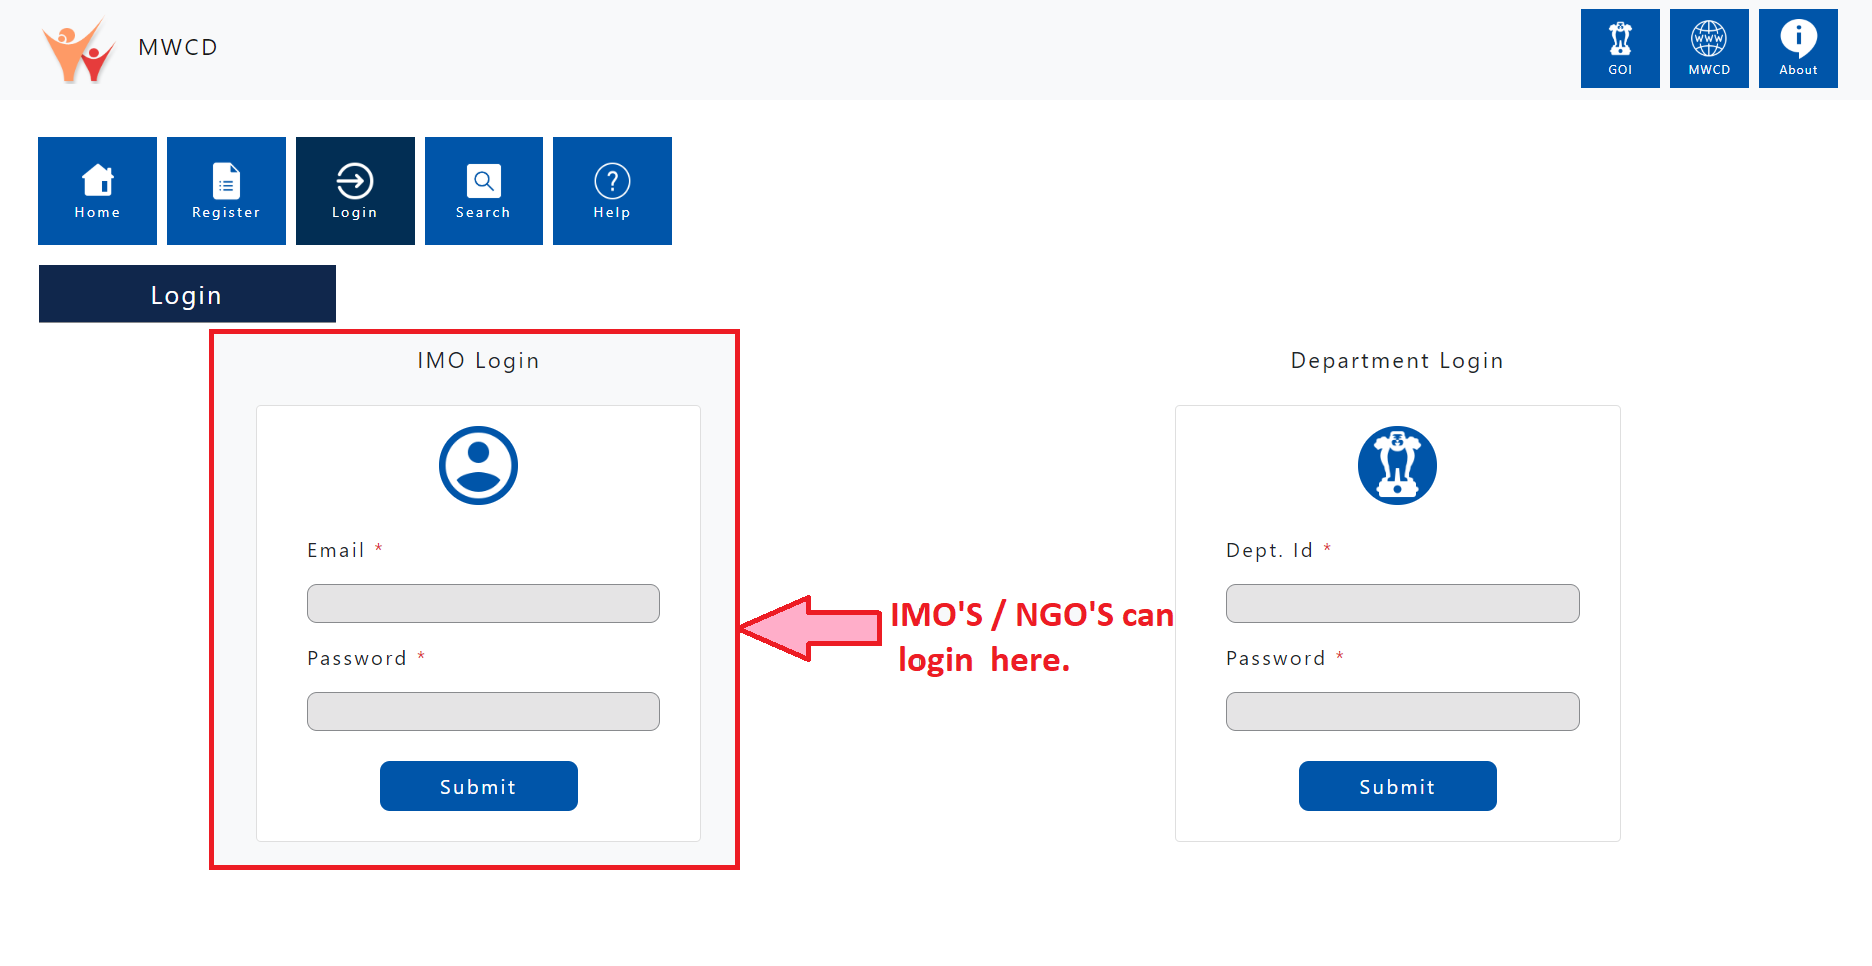 MWCD
GOI
www
MWCD
i
About
Home
Register
Login
Search
?
Help
Login
IMO Login
Department Login
Email *
Dept. Id *
IMO'S / NGO'S can
login here.
Password *
Password *
Submit
Submit